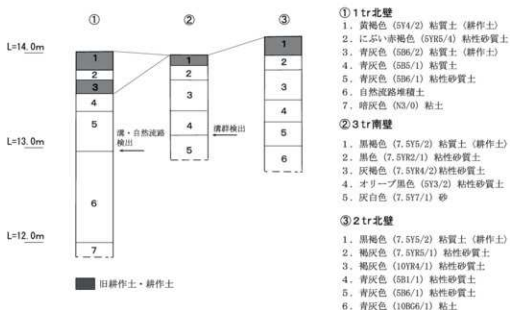 ① ② ③
L=14.0m
L=13.0m
L=12.0m
1
2
3
4
5
6
7
1
2
3
4
5
1
2
3
4
5
6
溝・自然流路
検出
溝群検出
旧耕作土・耕作土
①1tr北壁
1. 黄褐色 (5Y4/2) 粘質土 (耕作土)
2. にぶい赤褐色 (5YR5/4) 粘性砂質土
3. 青灰色 (5B6/2) 粘質土 (耕作土)
4. 青灰色 (5B5/1) 粘質土
5. 青灰色 (5B6/1) 粘性砂質土
6. 自然流路堆積土
7. 暗灰色 (N3/0) 粘土
②3tr南壁
1. 黒褐色 (7.5Y5/2) 粘質土 (耕作土)
2. 黒色 (7.5YR2/1) 粘性砂質土
3. 灰褐色 (7.5YR4/2)粘性砂質土
4. オリーブ黒色 (5Y3/2) 粘性砂質土
5. 灰白色 (7.5Y7/1) 砂
③2tr北壁
1. 黒褐色 (7.5Y5/2) 粘質土 (耕作土)
2. 褐灰色 (7.5YR5/1) 粘性砂質土
3. 褐灰色 (10YR4/1) 粘性砂質土
4. 青灰色 (5B1/1) 粘性砂質土
5. 青灰色 (5B6/1) 粘性砂質土
6. 青灰色 (10BG6/1) 粘土